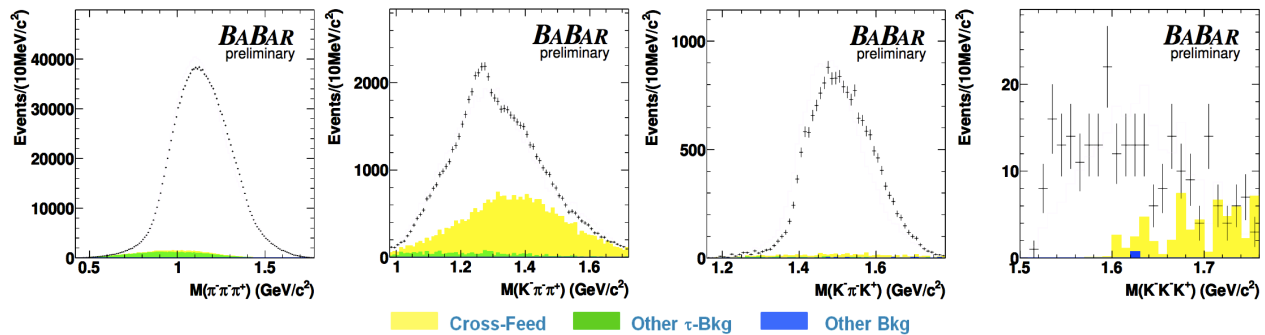 BABAR
preliminary
Events/(10MeV/c²)
40000
30000
20000
10000
0
0.5
1
1.5
M(π⁻π⁻π⁺) (GeV/c²)
BABAR
preliminary
Events/(10MeV/c²)
2000
1000
0
1
1.2
1.4
1.6
M(K⁻π⁻π⁺) (GeV/c²)
BABAR
preliminary
Events/(10MeV/c²)
1000
500
0
1.2
1.4
1.6
M(K⁻π⁻K⁺) (GeV/c²)
BABAR
preliminary
Events/(10MeV/c²)
20
10
0
1.5
1.6
1.7
M(K⁻K⁻K⁺) (GeV/c²)
Cross-Feed
Other τ-Bkg
Other Bkg